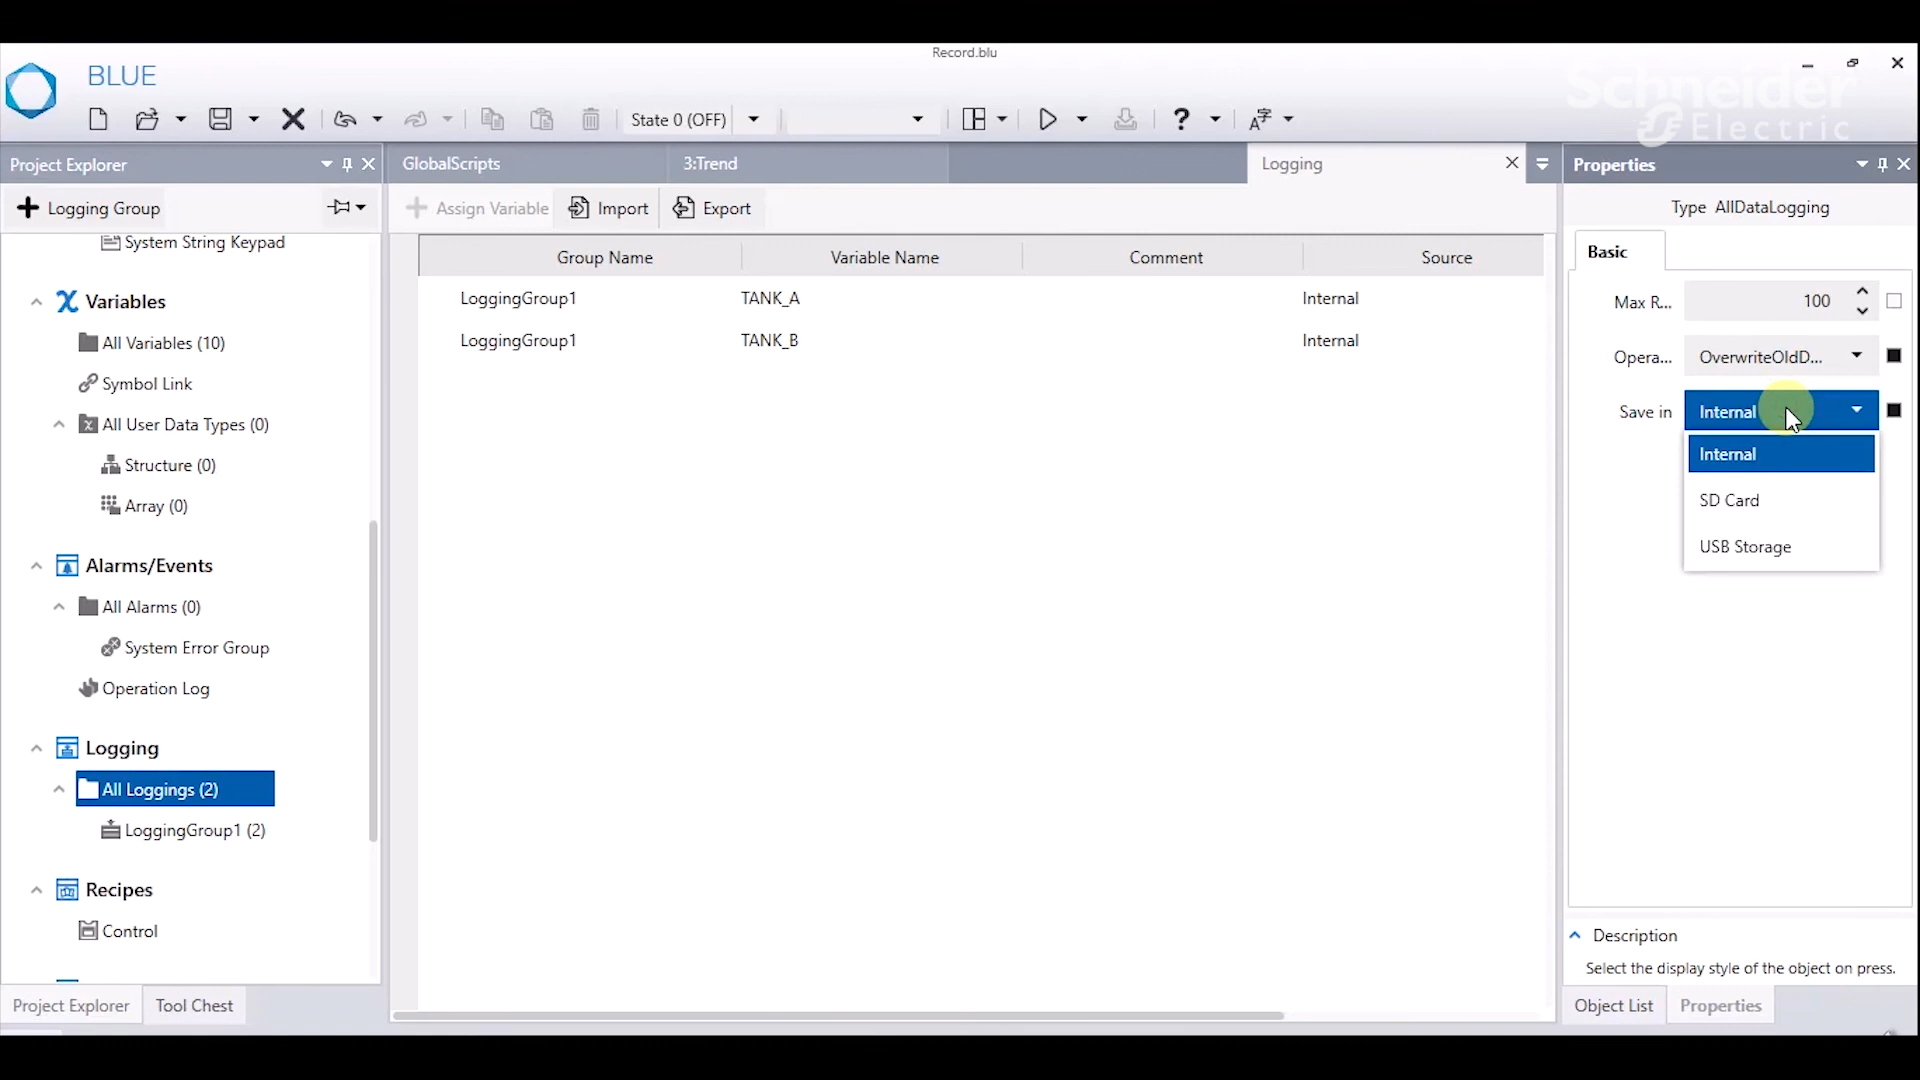 Record.blu
BLUE
Schneider
Electric
State 0 (OFF)
Project Explorer
Logging Group
System String Keypad
Variables
All Variables (10)
Symbol Link
All User Data Types (0)
Structure (0)
Array (0)
Alarms/Events
All Alarms (0)
System Error Group
Operation Log
Logging
All Loggings (2)
LoggingGroup1 (2)
Recipes
Control
Project Explorer
Tool Chest
GlobalScripts
3:Trend
Logging
Assign Variable
Import
Export
Group Name Variable Name Comment Source
LoggingGroup1 TANK_A Internal
LoggingGroup1 TANK_B Internal
Properties
Type AllDataLogging
Basic
Max R... 100
Opera... OverwriteOldD...
Save in Internal
Internal
SD Card
USB Storage
Description
Select the display style of the object on press.
Object List
Properties